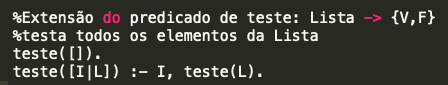 %Extensão do predicado de teste: Lista -> {V,F}
%testa todos os elementos da Lista
teste([]).
teste([I|L]) :- I, teste(L).